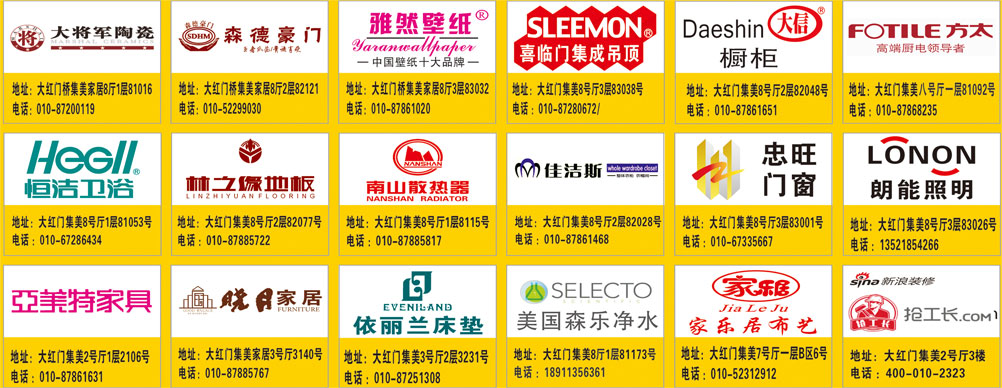 将 大将军陶瓷
MARSHAL CERAMICS
地址：大红门桥集美家居8厅1层81016
电话：010-87200119
森德豪门
SDHM
森德豪门
地址：大红门桥集美家居8厅2层82121
电话：010-52299030
雅然壁纸®
Yaranwallpaper
—中国壁纸十大品牌—
地址：大红门桥集美家居8厅3层83032
电话：010-87861020
SLEEMON®
喜临门集成吊顶
地址：大红门集美8号厅3层83038号
电话：010-87280672/
Daeshin 大信®
橱柜
地址：大红门集美8号厅2层82048号
电话：010-87861651
FOTILE 方太
高端厨电领导者
地址：大红门集美八号厅一层81092号
电话：010-87868235
HeGII
恒洁卫浴®
地址：大红门集美8号厅1层81053号
电话：010-67286434
林之缘地板
LINZHIYUAN FLOORING
地址：大红门集美8号厅2层82077号
电话：010-87885722
NANSHAN
南山散热器
NANSHAN RADIATOR
地址：大红门集美8号厅1层8115号
电话：010-87885817
佳洁斯 whole wardrobe closet
地址：大红门集美8号厅2层82028号
电话：010-87861468
忠旺
门窗
地址：大红门集美8号厅3层83001号
电话：010-67335667
LONON
朗能照明
地址：大红门集美8号厅3层83026号
电话：13521854266
亞美特家具
地址：大红门集美2号厅1层2106号
电话：010-87861631
晓月家居
FURNITURE
地址：大红门集美家居3号厅3140号
电话：010-87885767
EVENILAND
依丽兰床垫
地址：大红门集美3号厅2层3231号
电话：010-87251308
SELECTO
SCIENTIFIC
美国森乐净水
地址：大红门集美8厅1层81173号
电话：18911356361
家居
Jia Le Ju
家乐居布艺
地址：大红门集美7号厅一层B区6号
电话：010-52312912
sina 新浪装修
抢工长 抢工长.com¹
地址：大红门集美2号厅3楼
电话：400-010-2323